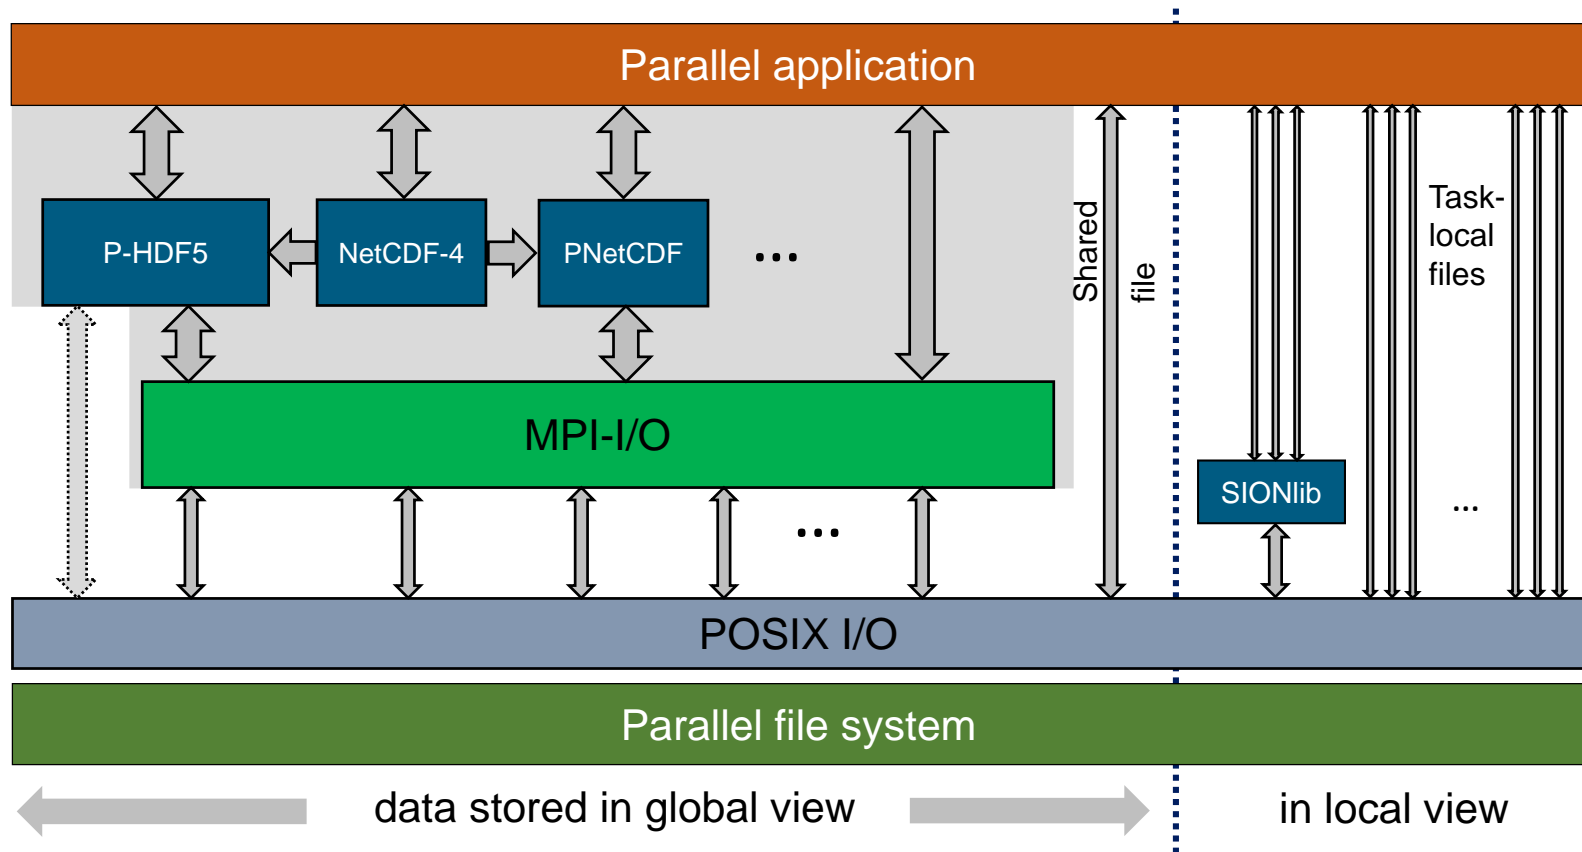 Parallel application
P-HDF5
NetCDF-4
PNetCDF
...
Shared
file
Task-
local
files
MPI-I/O
SIONlib
...
...
POSIX I/O
Parallel file system
data stored in global view
in local view